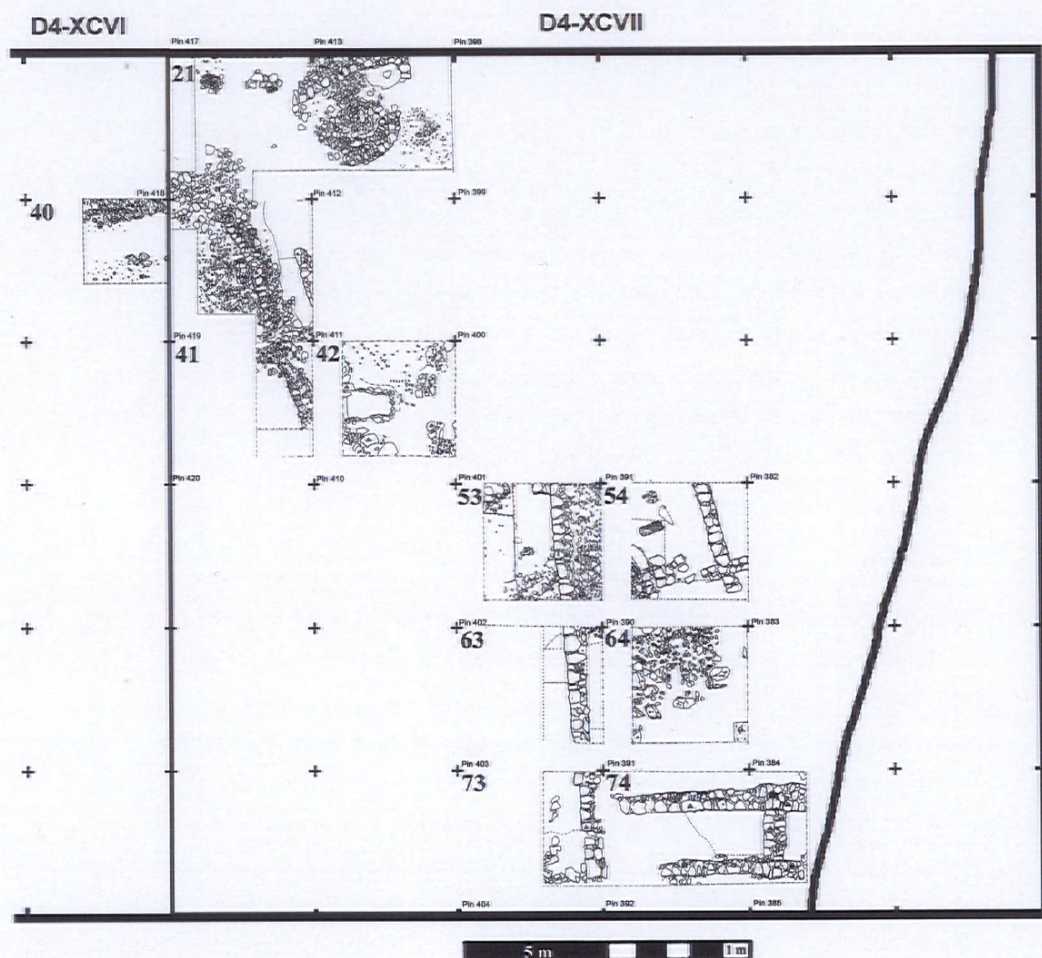 D4-XCVI D4-XCVII
Pin 417 Pin 413 Pin 398
21
Pin 418 Pin 412 Pin 399
40
Pin 419 Pin 411 Pin 400
41 42
Pin 420 Pin 410 Pin 401 Pin 391 Pin 382
53 54
Pin 402 Pin 390 Pin 383
63 64
Pin 403 Pin 391 Pin 384
73 74
Pin 404 Pin 392 Pin 385
5 m 1 m